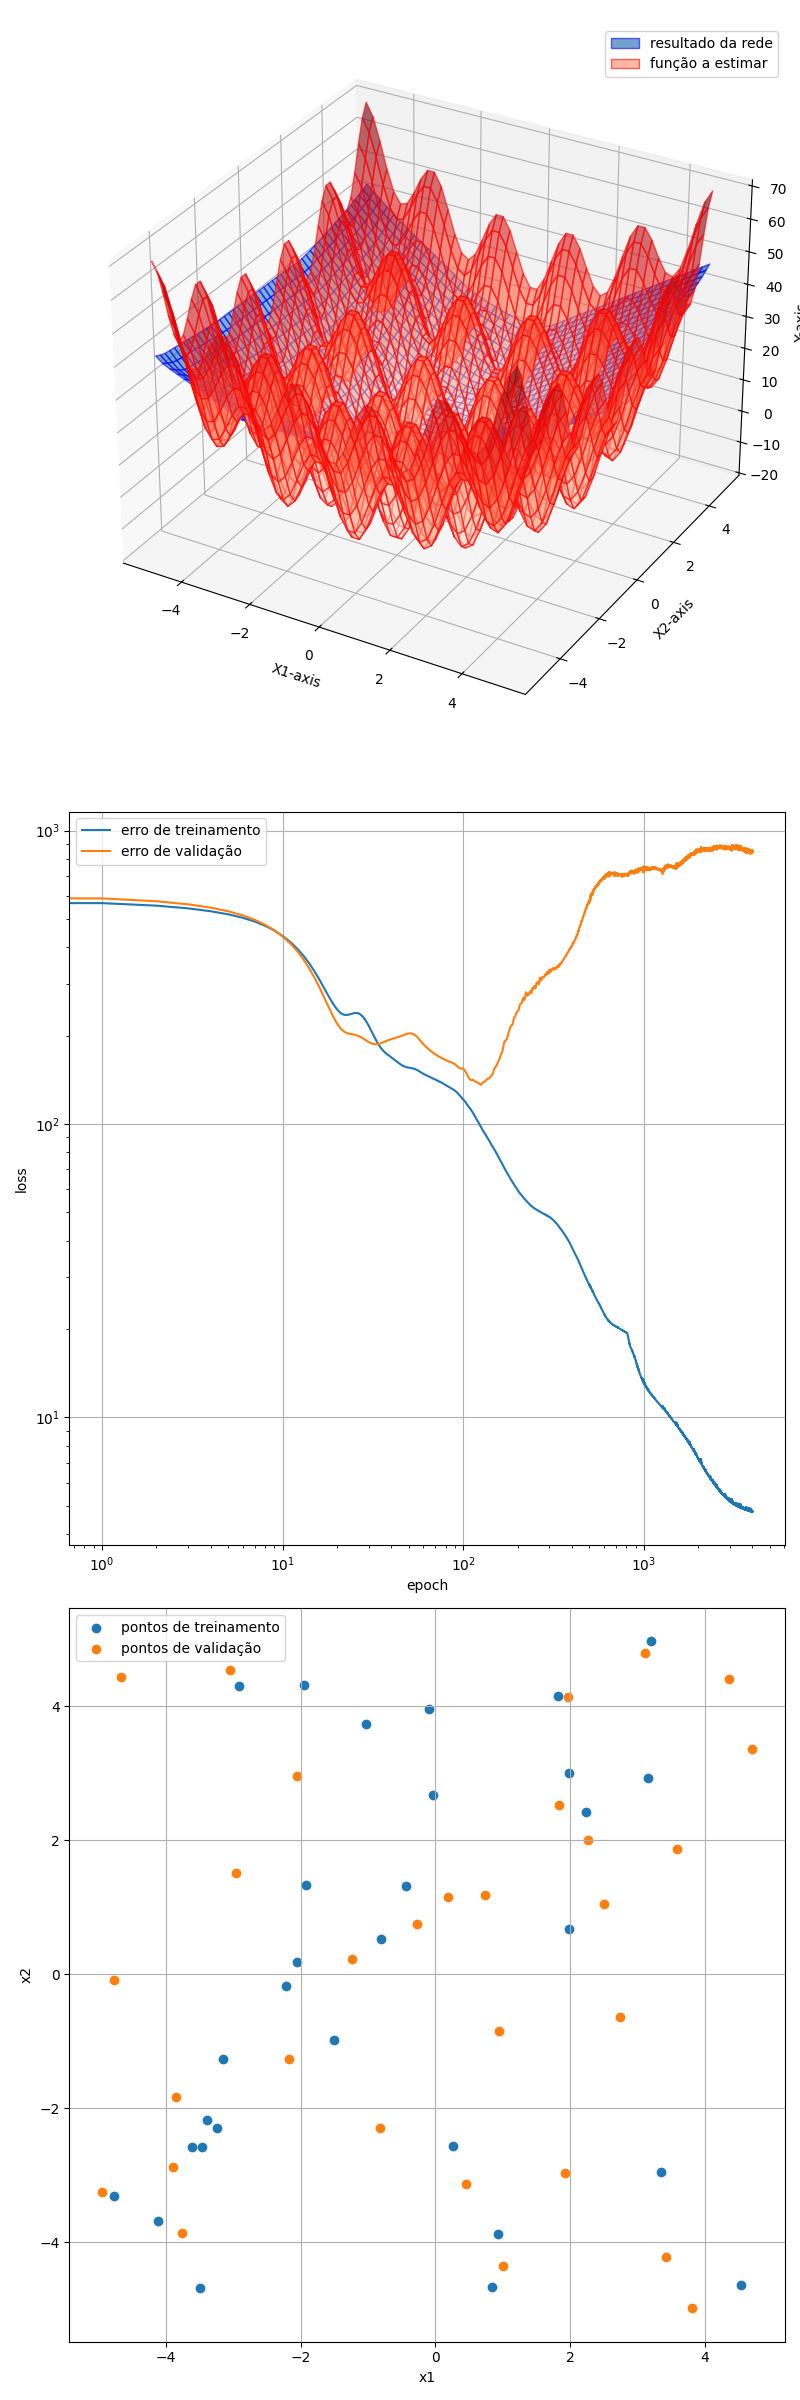 resultado da rede
função a estimar
70
60
50
40
30
20
10
0
−10
−20
4
2
0
−2
−4
X2-axis
−4
−2
0
2
4
X1-axis
erro de treinamento
erro de validação
10³
10²
10¹
loss
10⁰ 10¹ 10² 10³
epoch
pontos de treinamento
pontos de validação
4
2
0
−2
−4
x2
−4 −2 0 2 4
x1